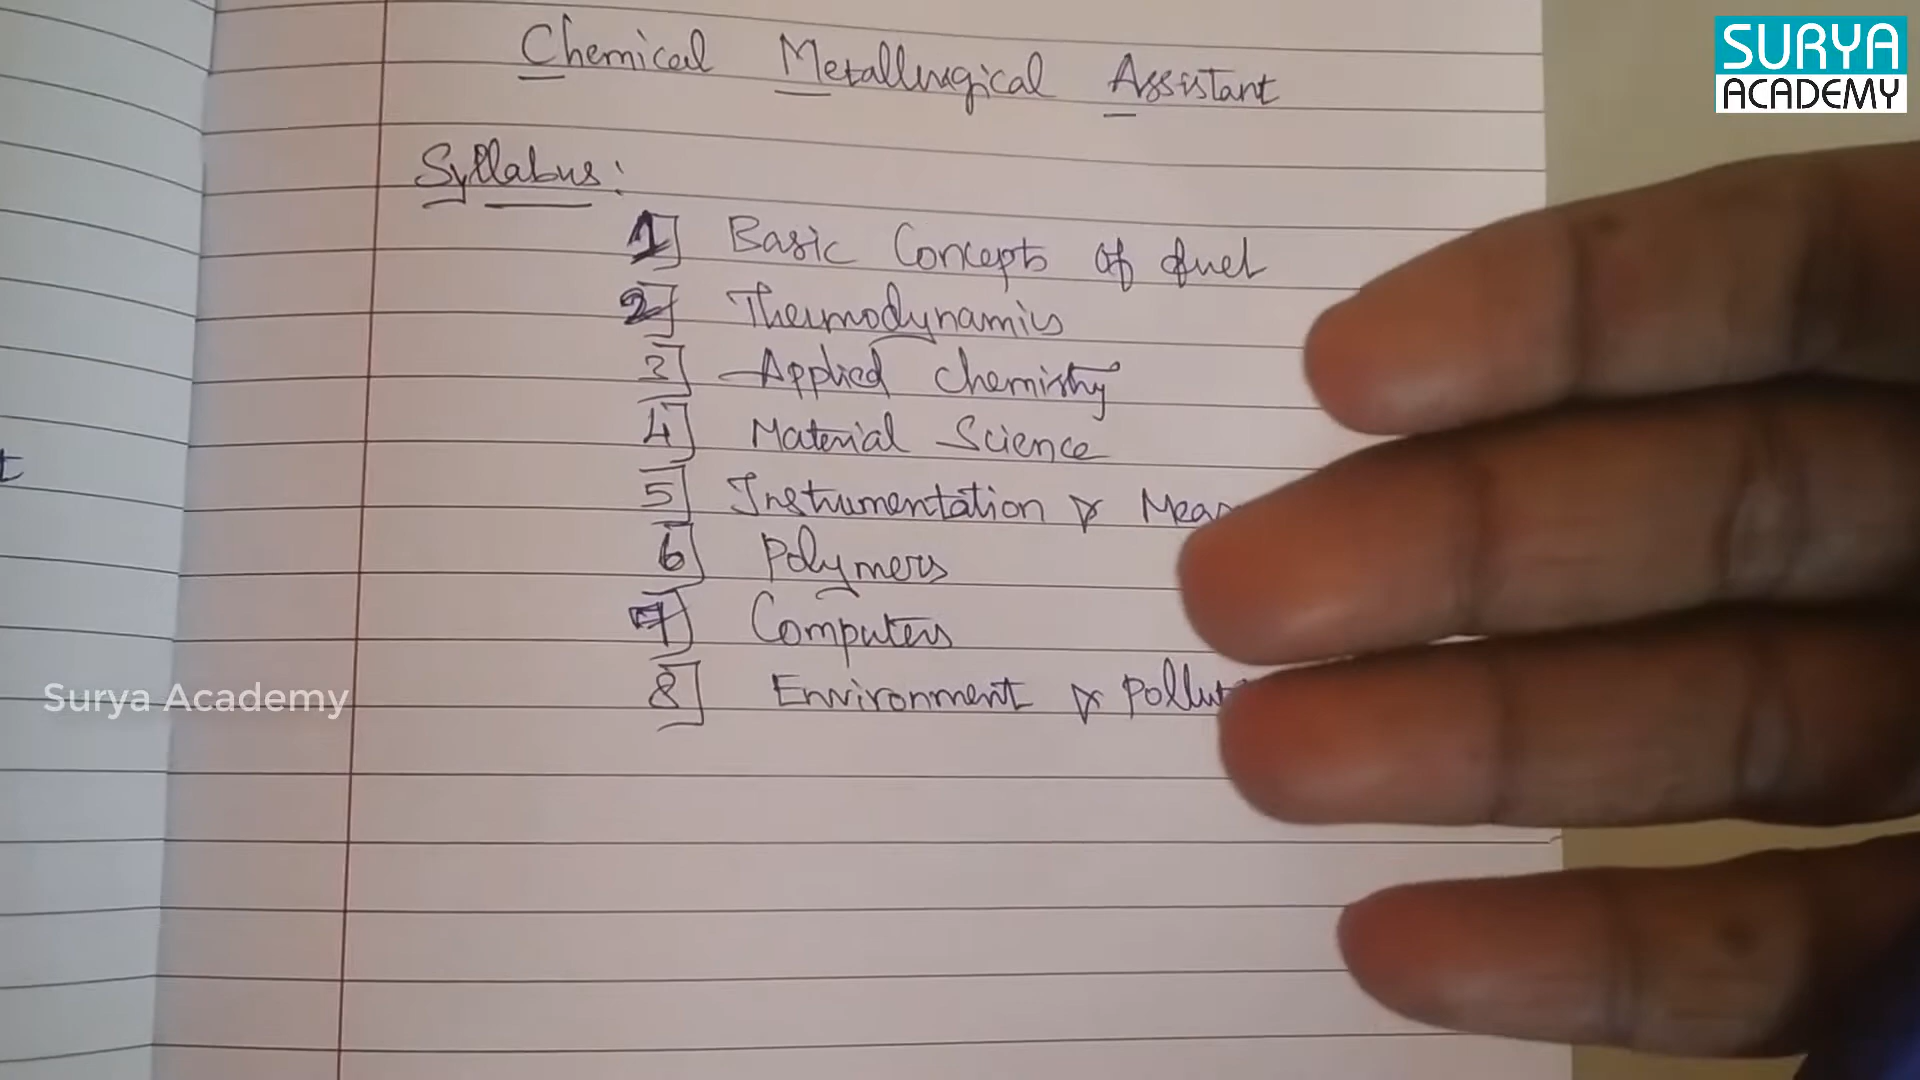 Chemical Metallurgical Assistant
SURYA
ACADEMY
Syllabus:
1] Basic Concepts of fuel
2] Thermodynamics
3] Applied Chemistry
4] Material Science
5] Instrumentation &
6] Polymers
7] Computers
8] Environment &
Surya Academy